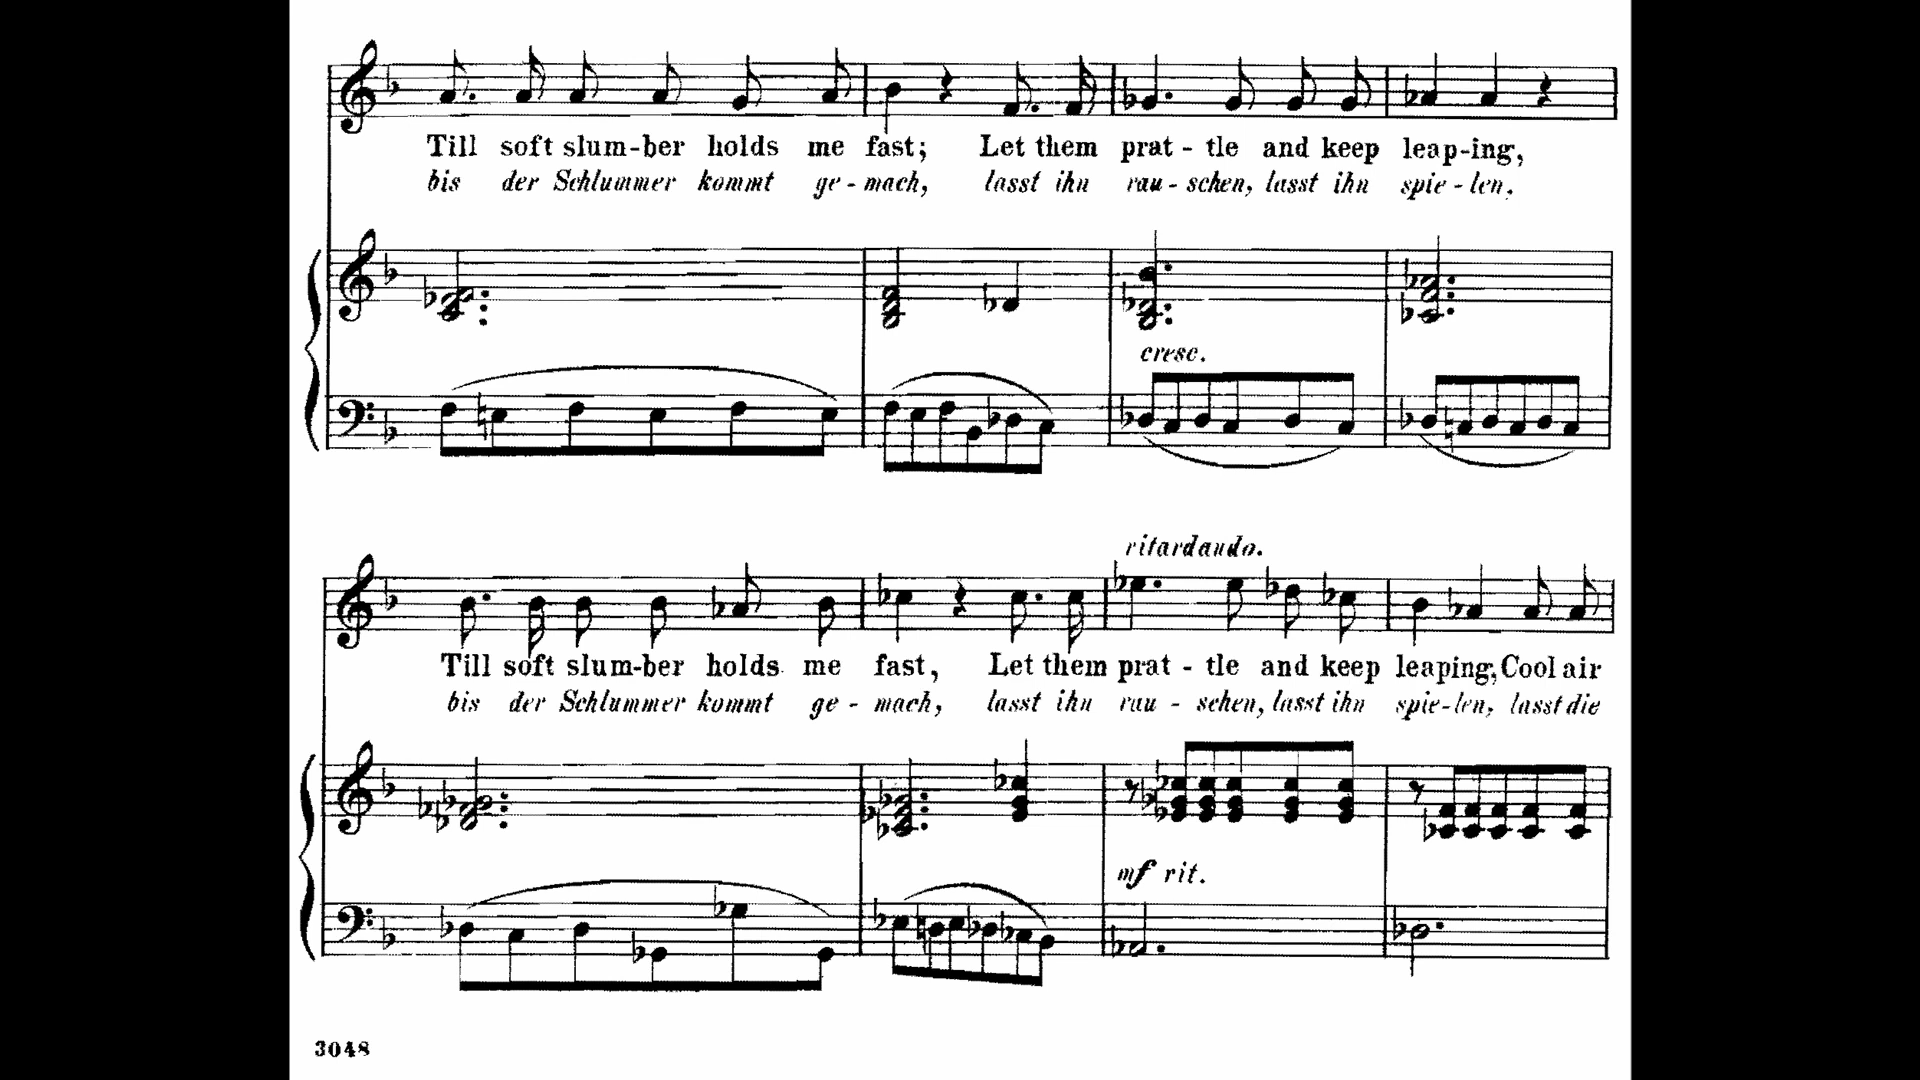 Till soft slum-ber holds me fast; Let them prat - tle and keep leap-ing,
bis der Schlummer kommt ge - mach, lasst ihn rau - schen, lasst ihn spie - len,
cresc.
ritardando.
Till soft slum-ber holds me fast, Let them prat - tle and keep leaping, Cool air
bis der Schlummer kommt ge - mach, lasst ihn rau - schen, lasst ihn spie-len, lasst die
mf rit.
3048